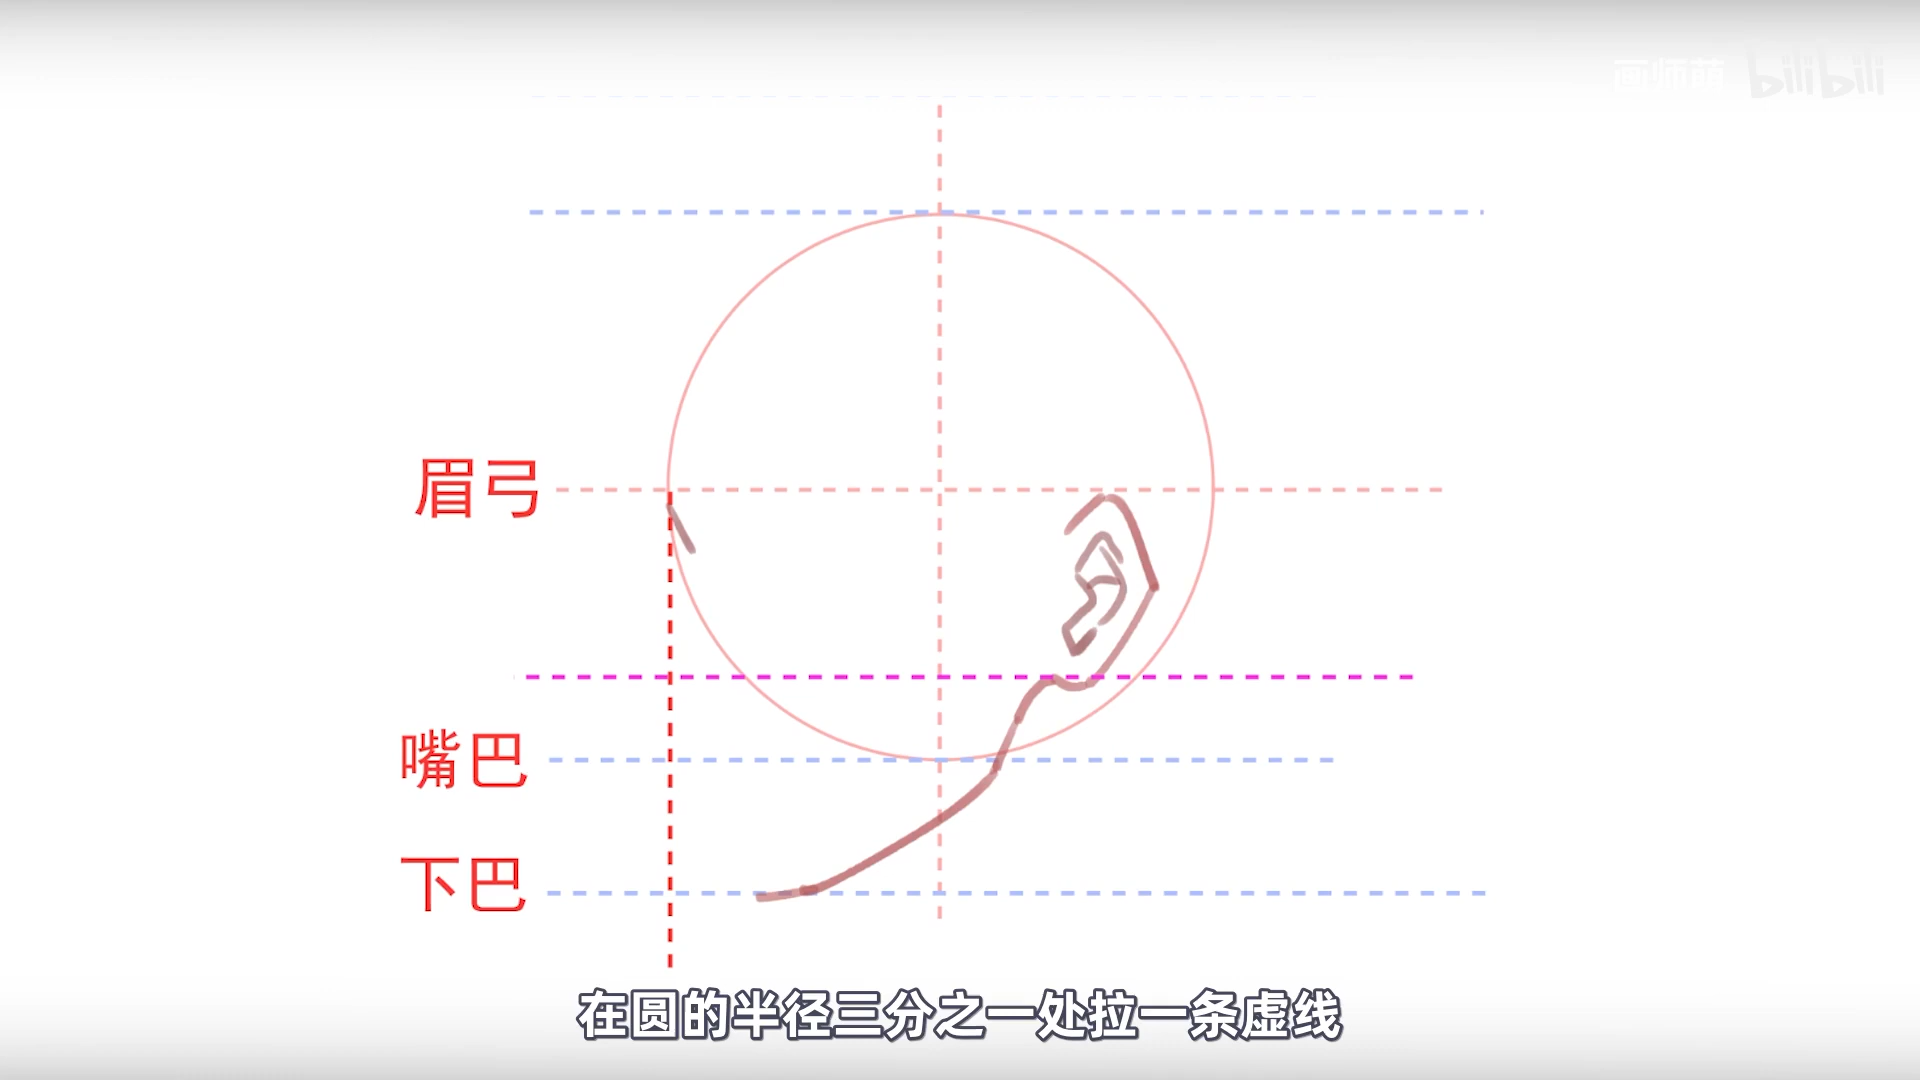 画师萌 bilibili
眉弓
嘴巴
下巴
在圆的半径三分之一处拉一条虚线